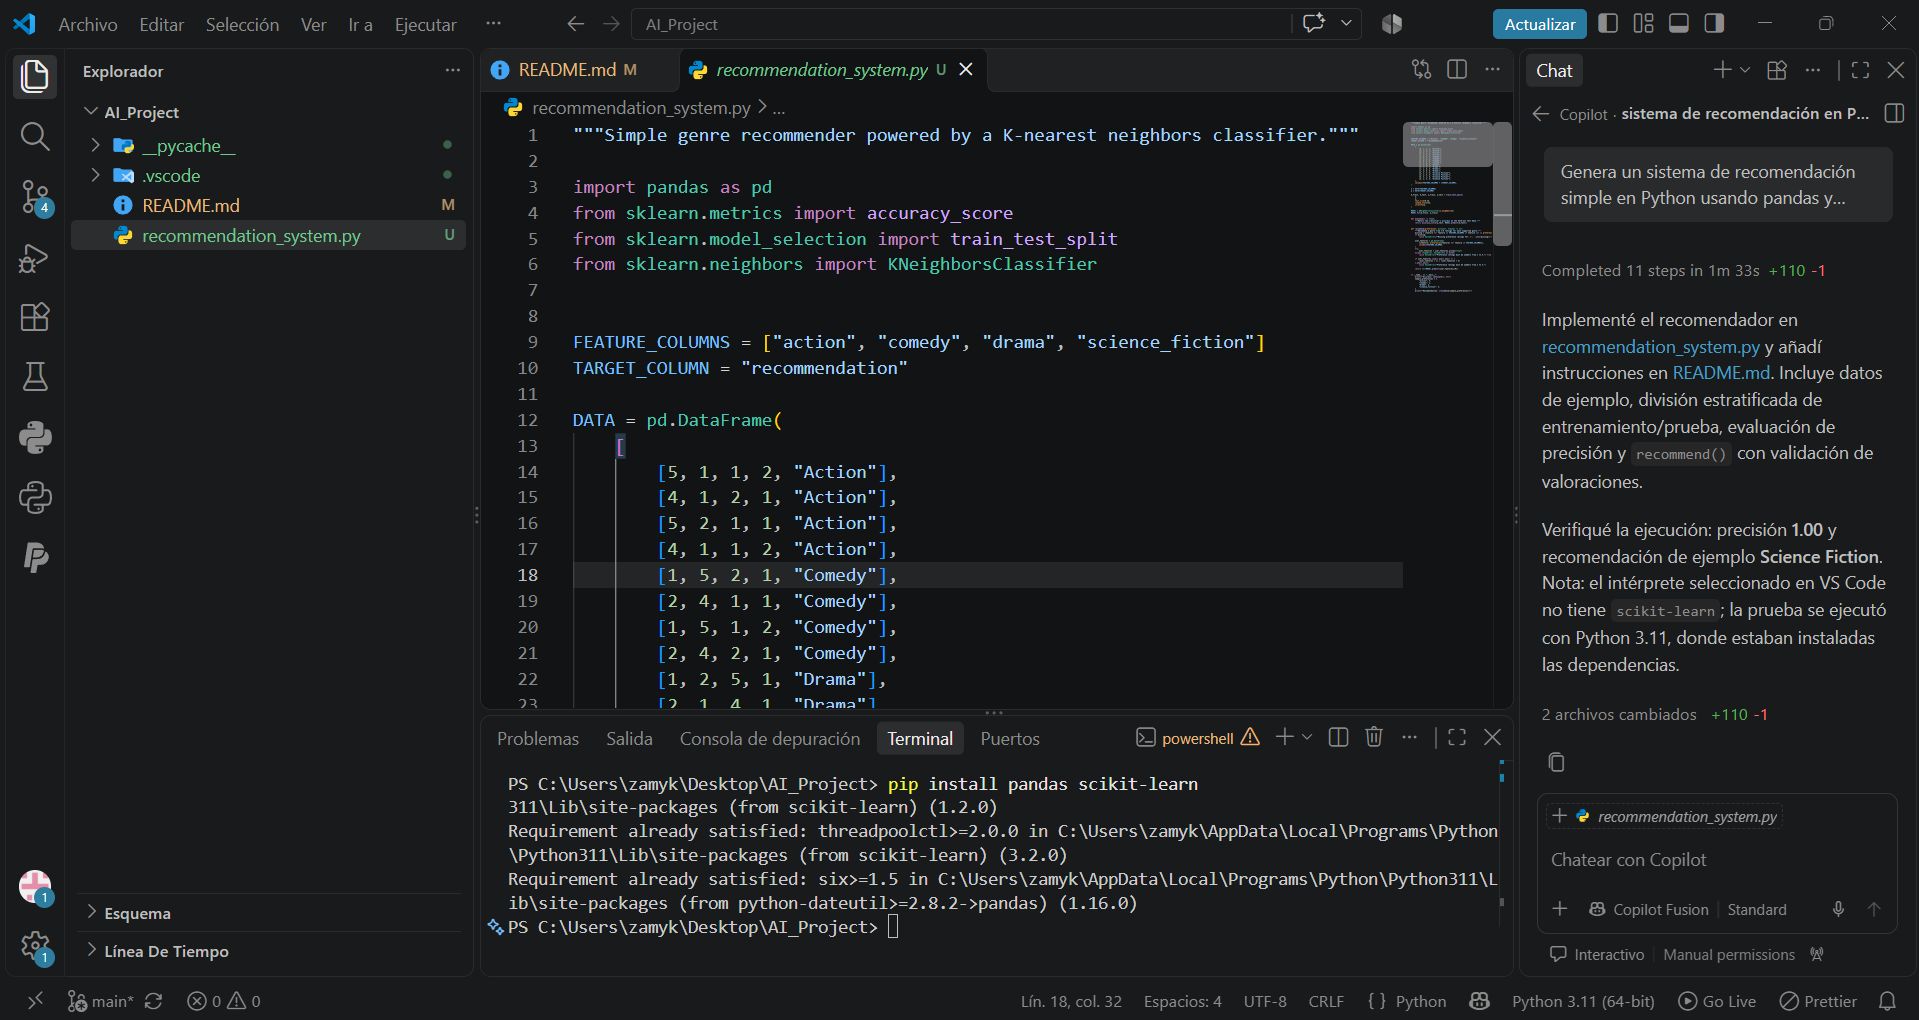 Archivo Editar Selección Ver Ir a Ejecutar ··· AI_Project Actualizar
Explorador
AI_Project
__pycache__
.vscode
README.md M
recommendation_system.py U
Esquema
Línea De Tiempo
4
1
1
README.md M recommendation_system.py U
recommendation_system.py > ...
1 """Simple genre recommender powered by a K-nearest neighbors classifier."""
2
3 import pandas as pd
4 from sklearn.metrics import accuracy_score
5 from sklearn.model_selection import train_test_split
6 from sklearn.neighbors import KNeighborsClassifier
7
8
9 FEATURE_COLUMNS = ["action", "comedy", "drama", "science_fiction"]
10 TARGET_COLUMN = "recommendation"
11
12 DATA = pd.DataFrame(
13 [
14 [5, 1, 1, 2, "Action"],
15 [4, 1, 2, 1, "Action"],
16 [5, 2, 1, 1, "Action"],
17 [4, 1, 1, 2, "Action"],
18 [1, 5, 2, 1, "Comedy"],
19 [2, 4, 1, 1, "Comedy"],
20 [1, 5, 1, 2, "Comedy"],
21 [2, 4, 2, 1, "Comedy"],
22 [1, 2, 5, 1, "Drama"],
23 [2, 1, 4, 1, "Drama"]
Problemas Salida Consola de depuración Terminal Puertos powershell
PS C:\Users\zamyk\Desktop\AI_Project> pip install pandas scikit-learn
311\Lib\site-packages (from scikit-learn) (1.2.0)
Requirement already satisfied: threadpoolctl>=2.0.0 in C:\Users\zamyk\AppData\Local\Programs\Python
\Python311\Lib\site-packages (from scikit-learn) (3.2.0)
Requirement already satisfied: six>=1.5 in C:\Users\zamyk\AppData\Local\Programs\Python\Python311\L
ib\site-packages (from python-dateutil>=2.8.2->pandas) (1.16.0)
PS C:\Users\zamyk\Desktop\AI_Project>
Chat
Copilot · sistema de recomendación en P...
Genera un sistema de recomendación
simple en Python usando pandas y...
Completed 11 steps in 1m 33s +110 -1
Implementé el recomendador en
recommendation_system.py y añadí
instrucciones en README.md. Incluye datos
de ejemplo, división estratificada de
entrenamiento/prueba, evaluación de
precisión y recommend() con validación de
valoraciones.
Verifiqué la ejecución: precisión 1.00 y
recomendación de ejemplo Science Fiction.
Nota: el intérprete seleccionado en VS Code
no tiene scikit-learn; la prueba se ejecutó
con Python 3.11, donde estaban instaladas
las dependencias.
2 archivos cambiados +110 -1
recommendation_system.py
Chatear con Copilot
Copilot Fusion Standard
Interactivo Manual permissions
main* 0 0 Lín. 18, col. 32 Espacios: 4 UTF-8 CRLF { } Python Python 3.11 (64-bit) Go Live Prettier